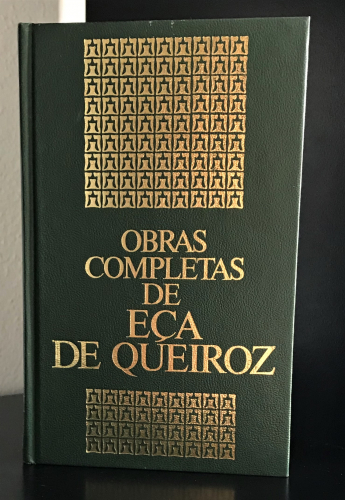 OBRAS
COMPLETAS
DE
EÇA
DE QUEIROZ